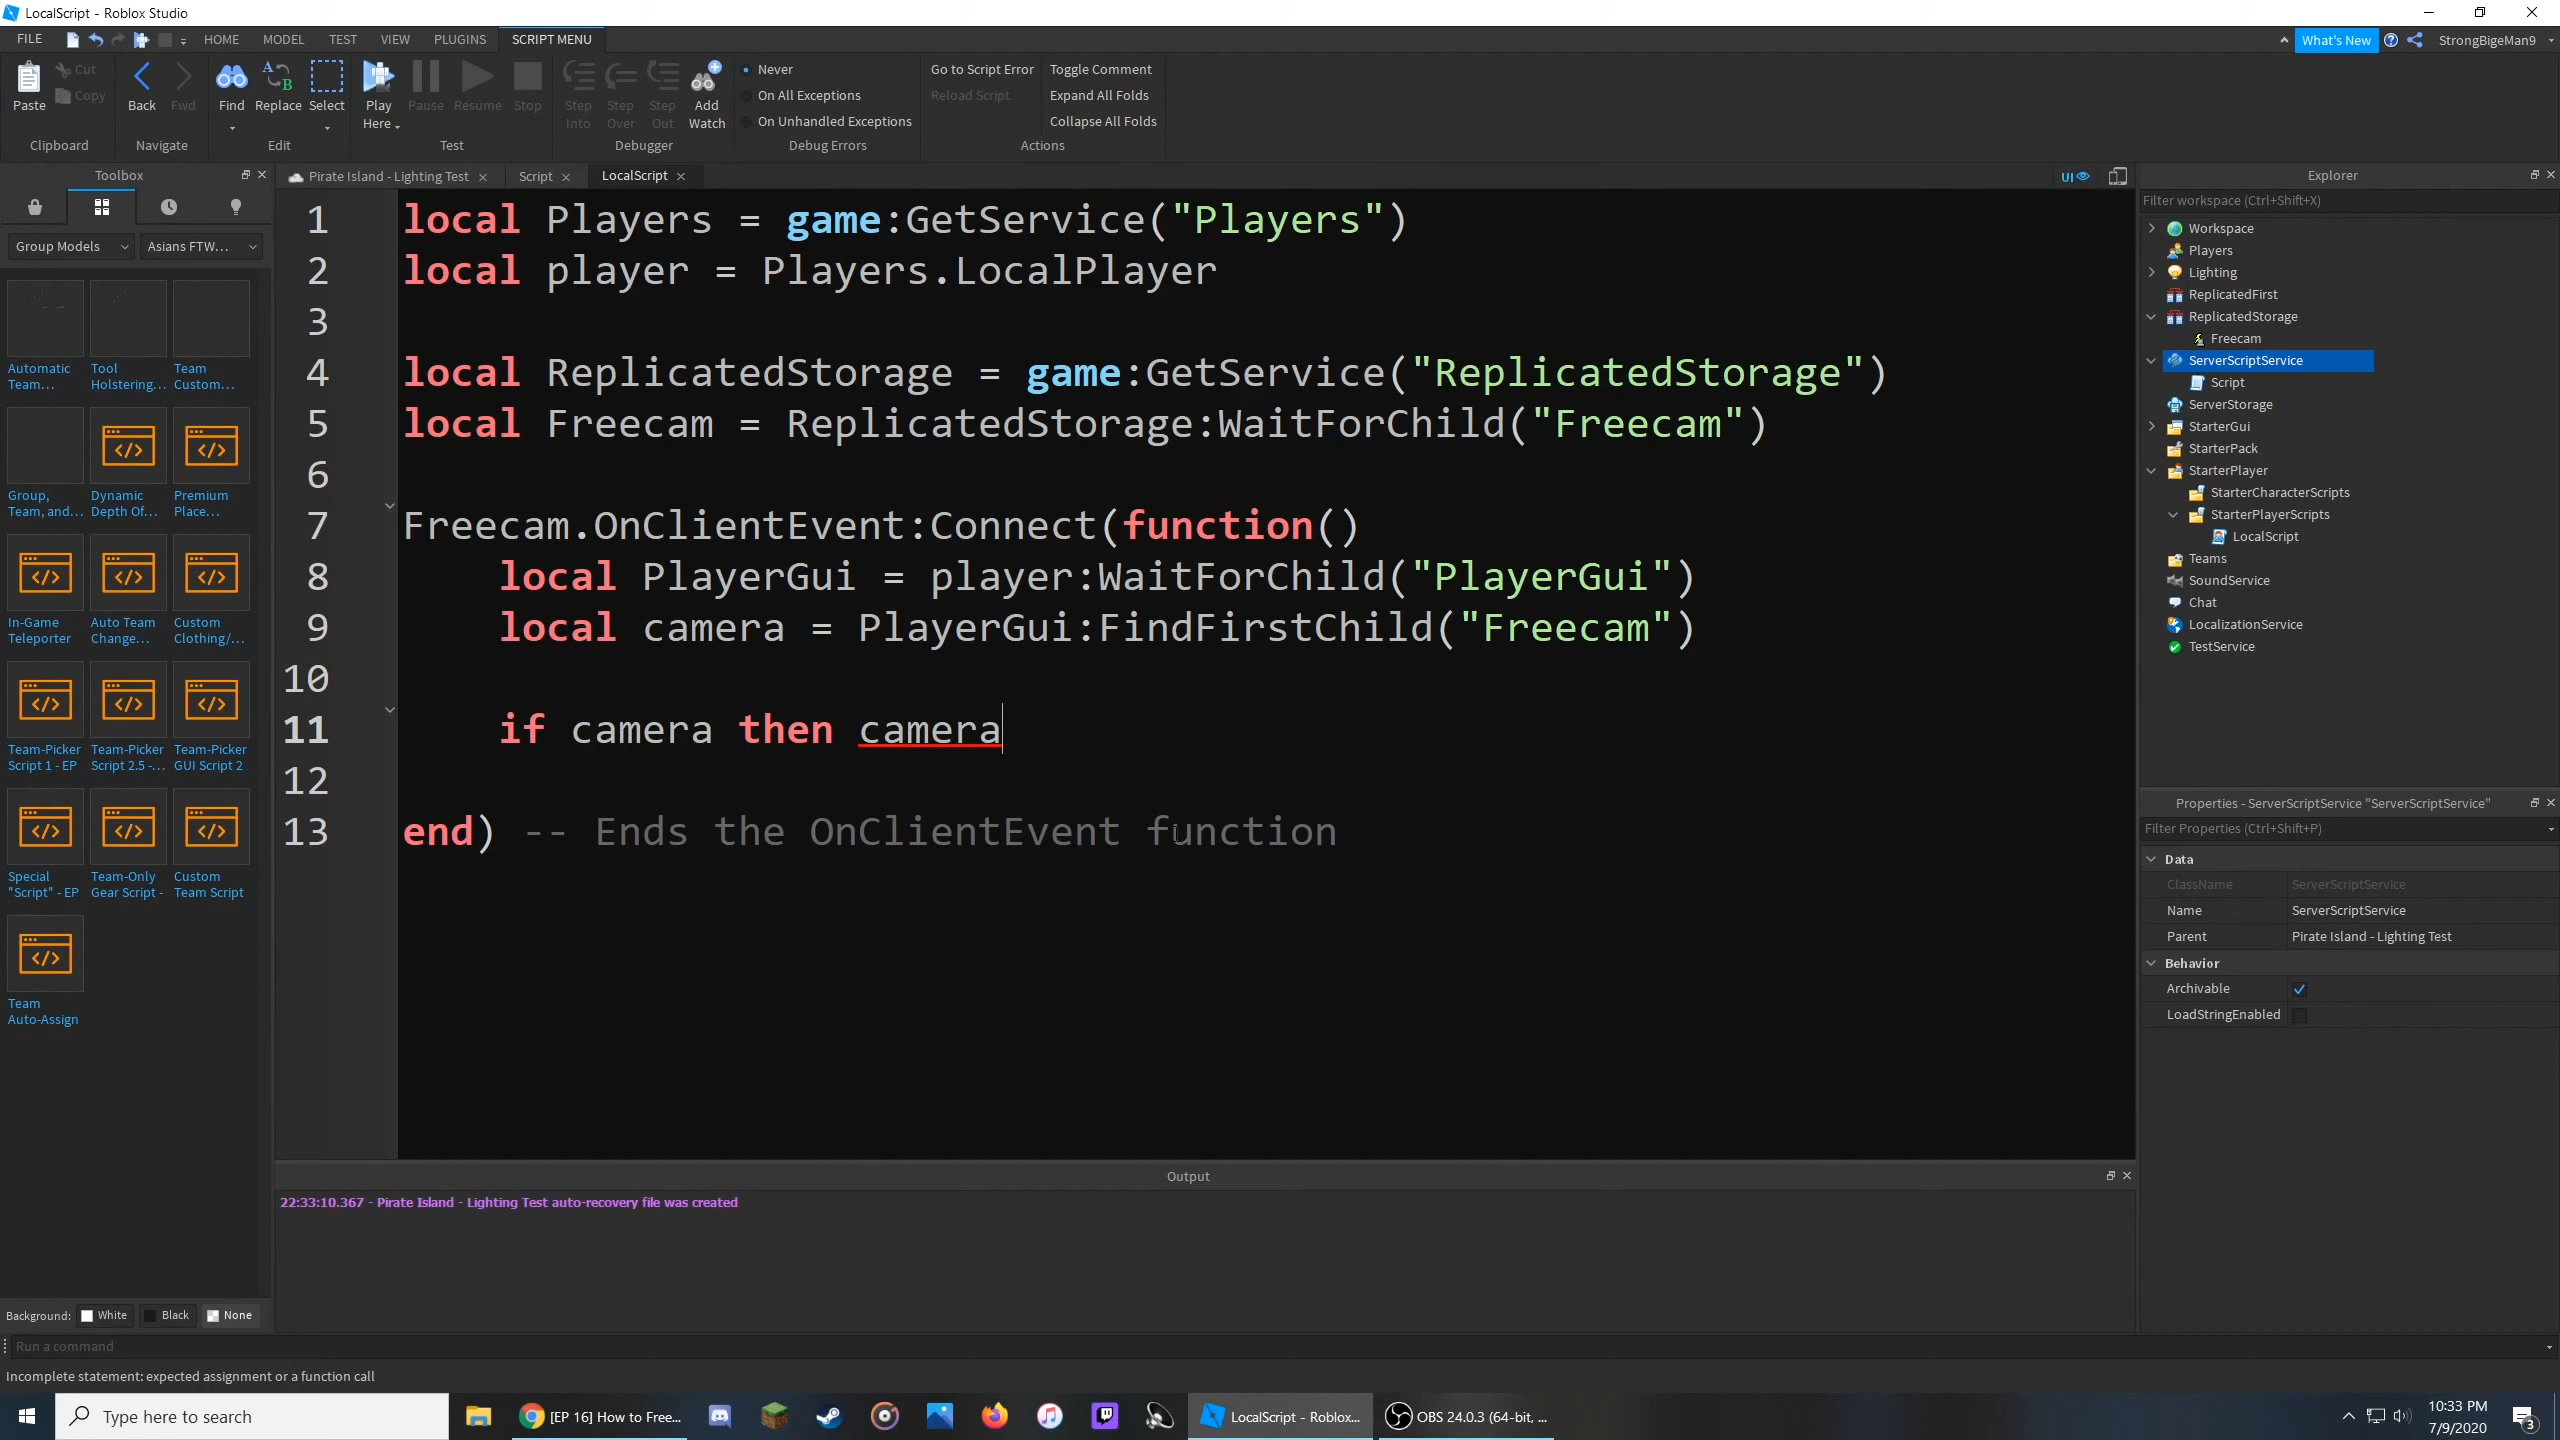 LocalScript - Roblox Studio
FILE HOME MODEL TEST VIEW PLUGINS SCRIPT MENU What's New StrongBigeMan9
Paste Cut Copy Back Fwd Find Replace Select Play Here Pause Resume Stop Step Into Step Over Step Out Add Watch
Never Go to Script Error Toggle Comment
On All Exceptions Reload Script Expand All Folds
On Unhandled Exceptions Collapse All Folds
Clipboard Navigate Edit Test Debugger Debug Errors Actions
Toolbox
Pirate Island - Lighting Test Script LocalScript UI
Group Models Asians FTW...
Automatic Team... Tool Holstering... Team Custom...
Group, Team, and... Dynamic Depth Of... Premium Place...
In-Game Teleporter Auto Team Change... Custom Clothing/...
Team-Picker Script 1 - EP Team-Picker Script 2.5 -... Team-Picker GUI Script 2
Special "Script" - EP Team-Only Gear Script - Custom Team Script
Team Auto-Assign
Background: White Black None
1 local Players = game:GetService("Players")
2 local player = Players.LocalPlayer
3
4 local ReplicatedStorage = game:GetService("ReplicatedStorage")
5 local Freecam = ReplicatedStorage:WaitForChild("Freecam")
6
7 Freecam.OnClientEvent:Connect(function()
8 local PlayerGui = player:WaitForChild("PlayerGui")
9 local camera = PlayerGui:FindFirstChild("Freecam")
10
11 if camera then camera
12
13 end) -- Ends the OnClientEvent function
Output
22:33:10.367 - Pirate Island - Lighting Test auto-recovery file was created
Explorer
Filter workspace (Ctrl+Shift+X)
Workspace
Players
Lighting
ReplicatedFirst
ReplicatedStorage
Freecam
ServerScriptService
Script
ServerStorage
StarterGui
StarterPack
StarterPlayer
StarterCharacterScripts
StarterPlayerScripts
LocalScript
Teams
SoundService
Chat
LocalizationService
TestService
Properties - ServerScriptService "ServerScriptService"
Filter Properties (Ctrl+Shift+P)
Data
ClassName ServerScriptService
Name ServerScriptService
Parent Pirate Island - Lighting Test
Behavior
Archivable
LoadStringEnabled
Run a command
Incomplete statement: expected assignment or a function call
Type here to search
[EP 16] How to Free...
LocalScript - Roblox...
OBS 24.0.3 (64-bit, ...
10:33 PM
7/9/2020
3